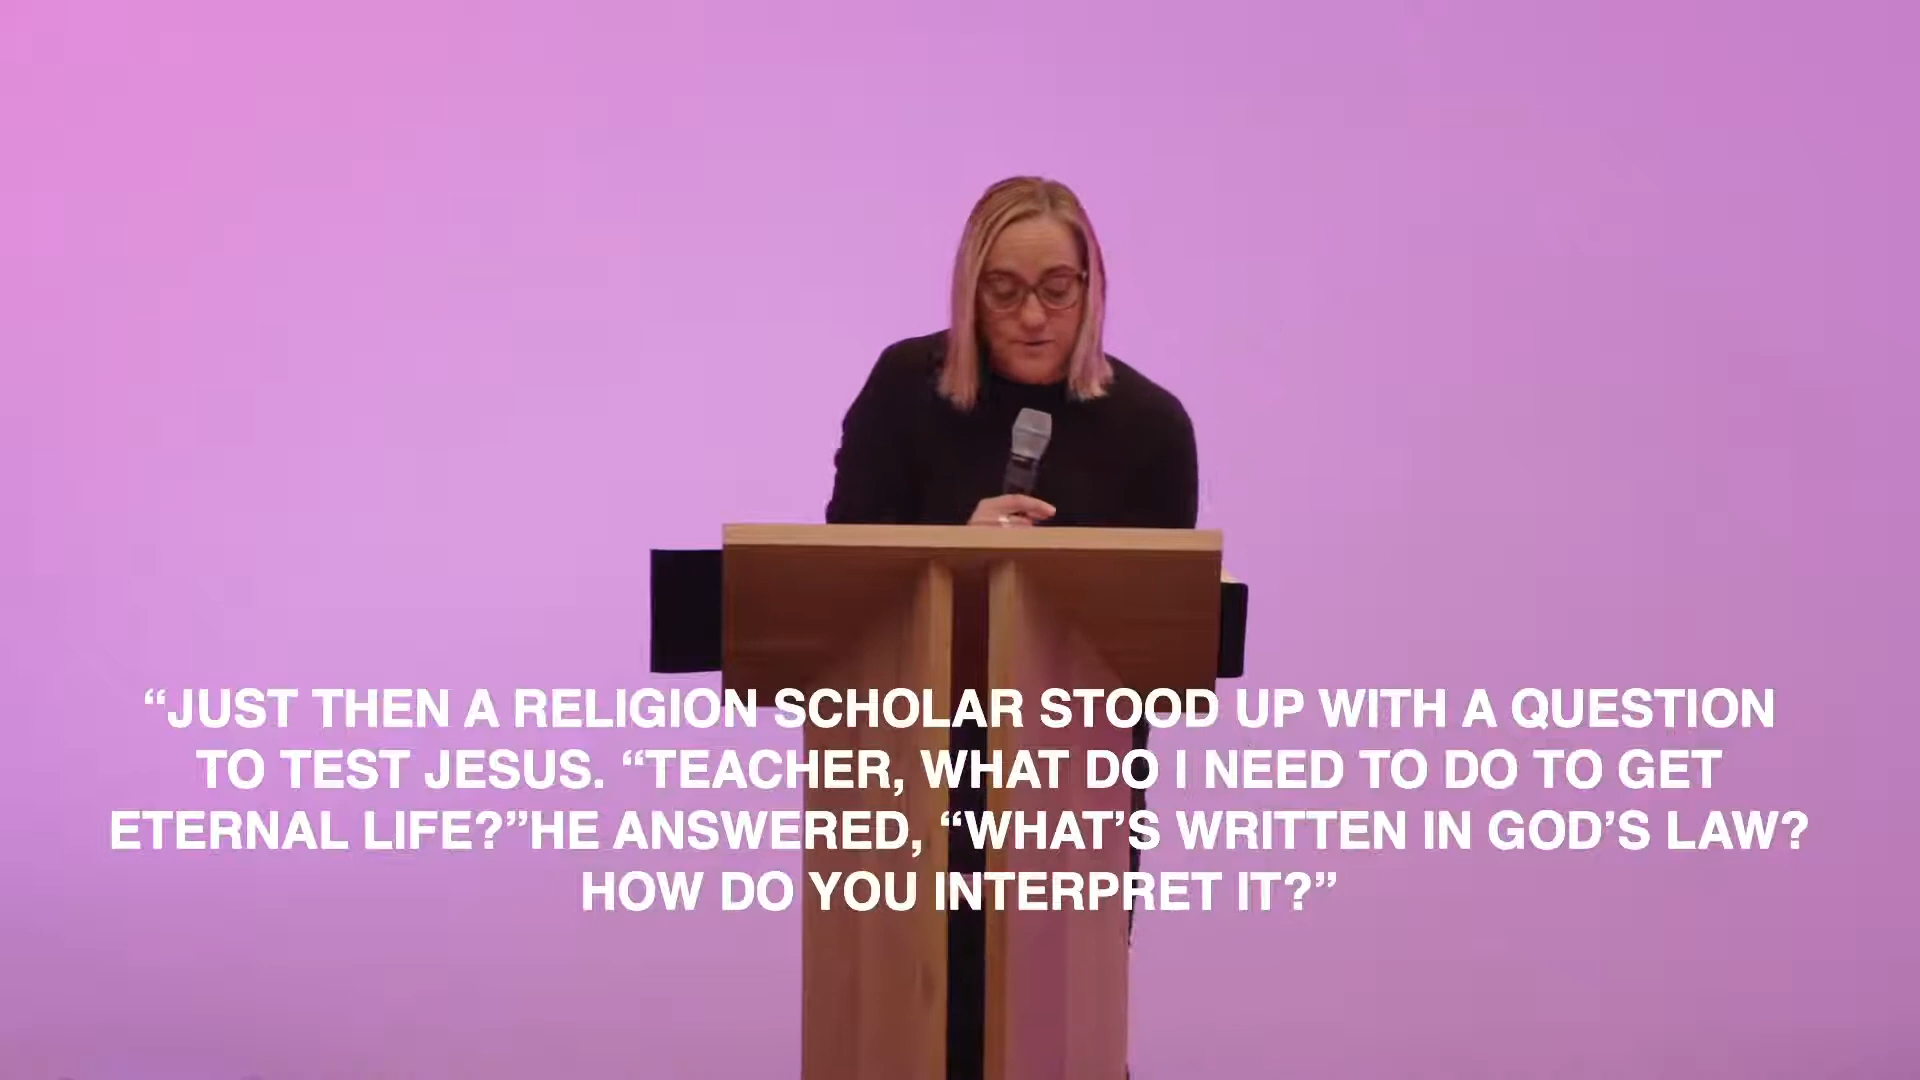 “JUST THEN A RELIGION SCHOLAR STOOD UP WITH A QUESTION
TO TEST JESUS. “TEACHER, WHAT DO I NEED TO DO TO GET
ETERNAL LIFE?”HE ANSWERED, “WHAT’S WRITTEN IN GOD’S LAW?
HOW DO YOU INTERPRET IT?”